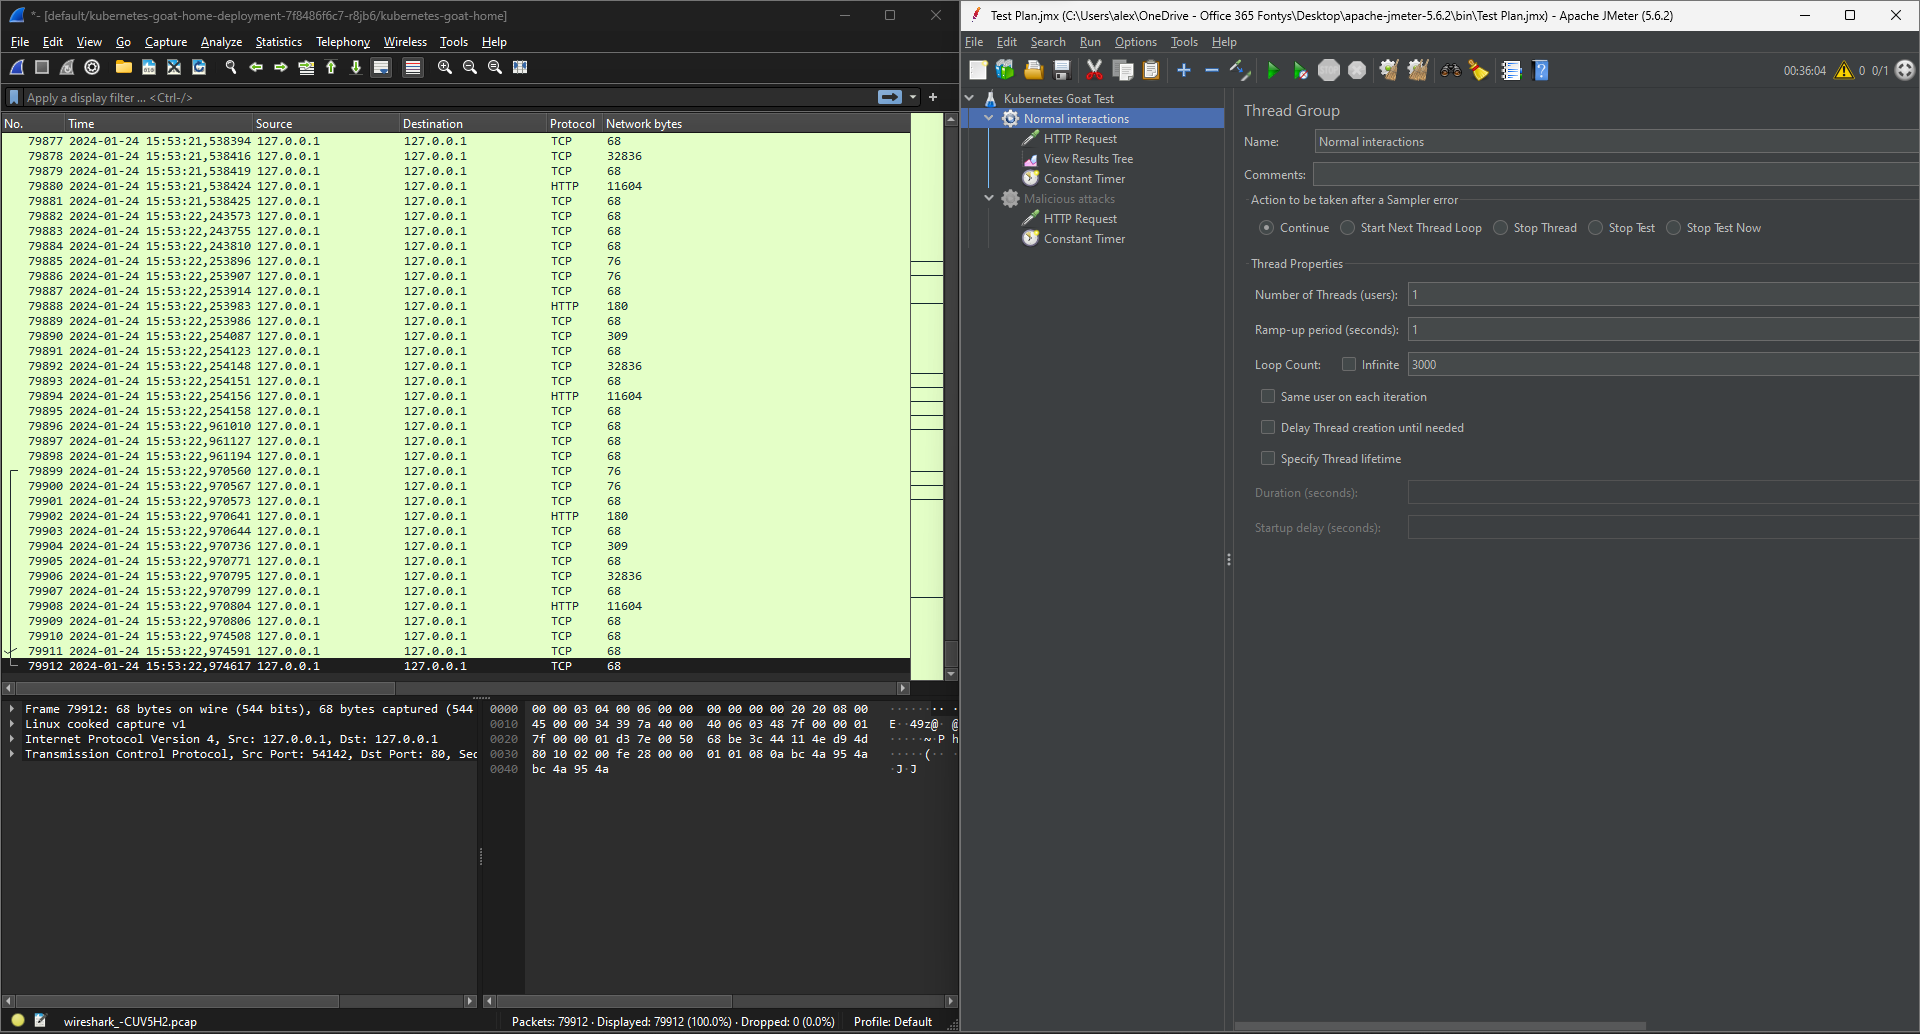 *- [default/kubernetes-goat-home-deployment-7f8486f6c7-r8jb6/kubernetes-goat-home]
File Edit View Go Capture Analyze Statistics Telephony Wireless Tools Help
Apply a display filter ... <Ctrl-/>
No. Time Source Destination Protocol Network bytes
79877 2024-01-24 15:53:21,538394 127.0.0.1 127.0.0.1 TCP 68
79878 2024-01-24 15:53:21,538416 127.0.0.1 127.0.0.1 TCP 32836
79879 2024-01-24 15:53:21,538419 127.0.0.1 127.0.0.1 TCP 68
79880 2024-01-24 15:53:21,538424 127.0.0.1 127.0.0.1 HTTP 11604
79881 2024-01-24 15:53:21,538425 127.0.0.1 127.0.0.1 TCP 68
79882 2024-01-24 15:53:22,243573 127.0.0.1 127.0.0.1 TCP 68
79883 2024-01-24 15:53:22,243755 127.0.0.1 127.0.0.1 TCP 68
79884 2024-01-24 15:53:22,243810 127.0.0.1 127.0.0.1 TCP 68
79885 2024-01-24 15:53:22,253896 127.0.0.1 127.0.0.1 TCP 76
79886 2024-01-24 15:53:22,253907 127.0.0.1 127.0.0.1 TCP 76
79887 2024-01-24 15:53:22,253914 127.0.0.1 127.0.0.1 TCP 68
79888 2024-01-24 15:53:22,253983 127.0.0.1 127.0.0.1 HTTP 180
79889 2024-01-24 15:53:22,253986 127.0.0.1 127.0.0.1 TCP 68
79890 2024-01-24 15:53:22,254087 127.0.0.1 127.0.0.1 TCP 309
79891 2024-01-24 15:53:22,254123 127.0.0.1 127.0.0.1 TCP 68
79892 2024-01-24 15:53:22,254148 127.0.0.1 127.0.0.1 TCP 32836
79893 2024-01-24 15:53:22,254151 127.0.0.1 127.0.0.1 TCP 68
79894 2024-01-24 15:53:22,254156 127.0.0.1 127.0.0.1 HTTP 11604
79895 2024-01-24 15:53:22,254158 127.0.0.1 127.0.0.1 TCP 68
79896 2024-01-24 15:53:22,961010 127.0.0.1 127.0.0.1 TCP 68
79897 2024-01-24 15:53:22,961127 127.0.0.1 127.0.0.1 TCP 68
79898 2024-01-24 15:53:22,961194 127.0.0.1 127.0.0.1 TCP 68
79899 2024-01-24 15:53:22,970560 127.0.0.1 127.0.0.1 TCP 76
79900 2024-01-24 15:53:22,970567 127.0.0.1 127.0.0.1 TCP 76
79901 2024-01-24 15:53:22,970573 127.0.0.1 127.0.0.1 TCP 68
79902 2024-01-24 15:53:22,970641 127.0.0.1 127.0.0.1 HTTP 180
79903 2024-01-24 15:53:22,970644 127.0.0.1 127.0.0.1 TCP 68
79904 2024-01-24 15:53:22,970736 127.0.0.1 127.0.0.1 TCP 309
79905 2024-01-24 15:53:22,970771 127.0.0.1 127.0.0.1 TCP 68
79906 2024-01-24 15:53:22,970795 127.0.0.1 127.0.0.1 TCP 32836
79907 2024-01-24 15:53:22,970799 127.0.0.1 127.0.0.1 TCP 68
79908 2024-01-24 15:53:22,970804 127.0.0.1 127.0.0.1 HTTP 11604
79909 2024-01-24 15:53:22,970806 127.0.0.1 127.0.0.1 TCP 68
79910 2024-01-24 15:53:22,974508 127.0.0.1 127.0.0.1 TCP 68
79911 2024-01-24 15:53:22,974591 127.0.0.1 127.0.0.1 TCP 68
79912 2024-01-24 15:53:22,974617 127.0.0.1 127.0.0.1 TCP 68
Frame 79912: 68 bytes on wire (544 bits), 68 bytes captured (544
Linux cooked capture v1
Internet Protocol Version 4, Src: 127.0.0.1, Dst: 127.0.0.1
Transmission Control Protocol, Src Port: 54142, Dst Port: 80, Sec
0000 00 00 03 04 00 06 00 00 00 00 00 00 20 20 08 00 ········ ·
0010 45 00 00 34 39 7a 40 00 40 06 03 48 7f 00 00 01 E··49z@· @
0020 7f 00 00 01 d3 7e 00 50 68 be 3c 44 11 4e d9 4d ·····~·P h
0030 80 10 02 00 fe 28 00 00 01 01 08 0a bc 4a 95 4a ·····(·· ·
0040 bc 4a 95 4a ·J·J
wireshark_-CUV5H2.pcap
Packets: 79912 · Displayed: 79912 (100.0%) · Dropped: 0 (0.0%) Profile: Default
Test Plan.jmx (C:\Users\alex\OneDrive - Office 365 Fontys\Desktop\apache-jmeter-5.6.2\bin\Test Plan.jmx) - Apache JMeter (5.6.2)
File Edit Search Run Options Tools Help
00:36:04 0 0/1
Kubernetes Goat Test
Normal interactions
HTTP Request
View Results Tree
Constant Timer
Malicious attacks
HTTP Request
Constant Timer
Thread Group
Name: Normal interactions
Comments:
Action to be taken after a Sampler error
Continue Start Next Thread Loop Stop Thread Stop Test Stop Test Now
Thread Properties
Number of Threads (users): 1
Ramp-up period (seconds): 1
Loop Count: Infinite 3000
Same user on each iteration
Delay Thread creation until needed
Specify Thread lifetime
Duration (seconds):
Startup delay (seconds):